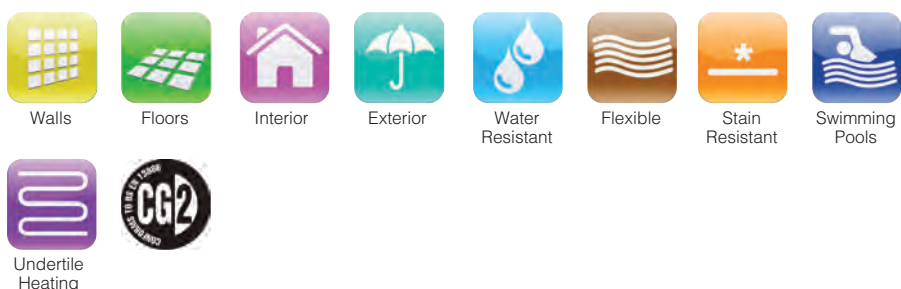 Walls
Floors
Interior
Exterior
Water
Resistant
Flexible
Stain
Resistant
Swimming
Pools
Undertile
Heating
CONFORMS TO BS EN 13888
CG2